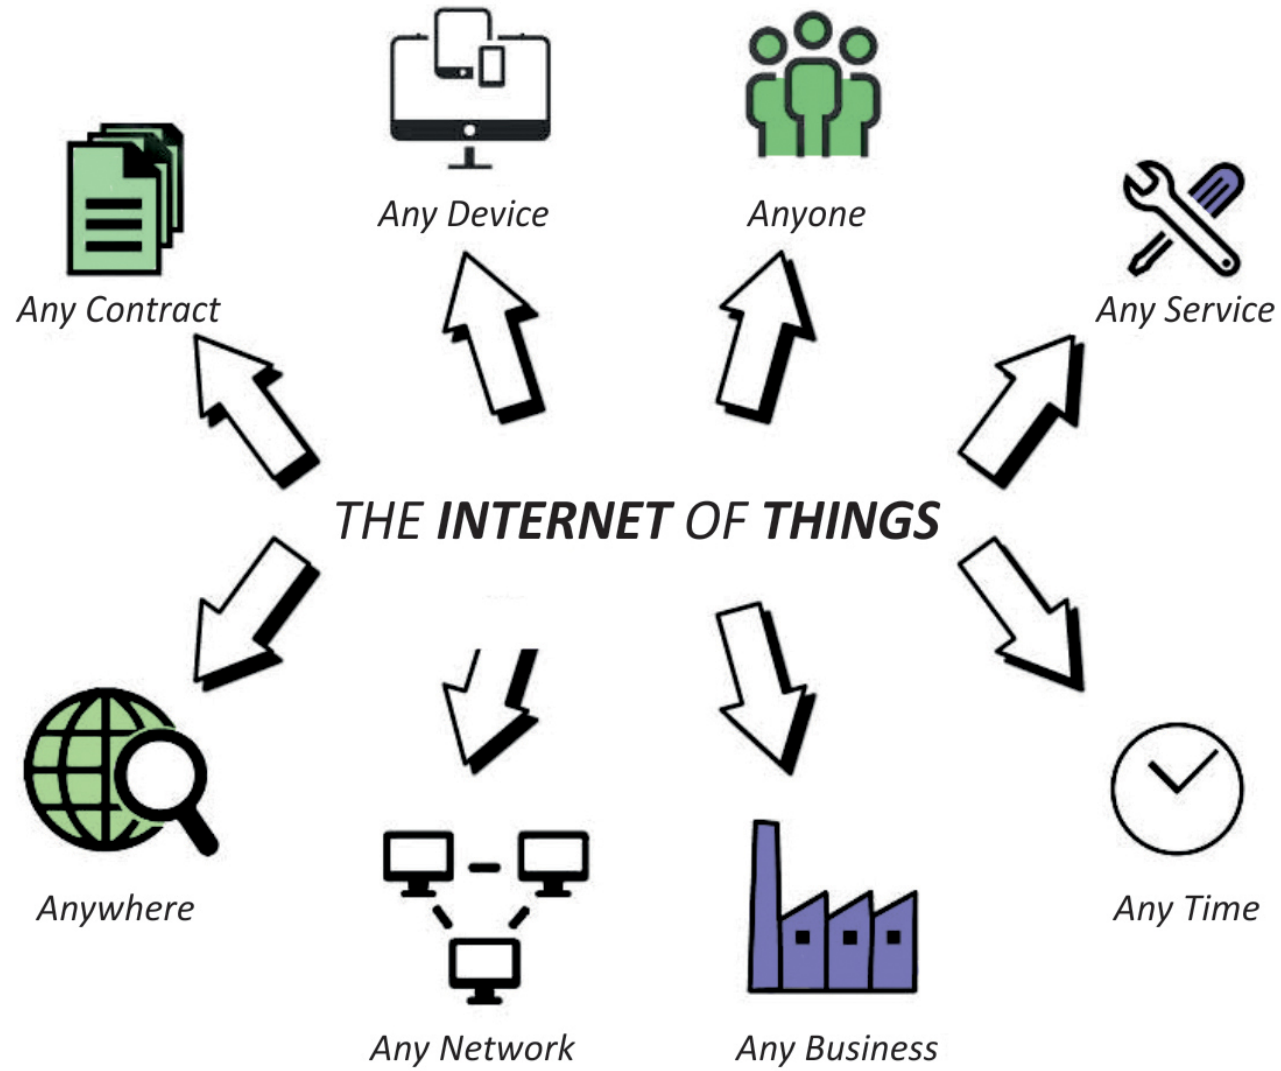 Any Device
Anyone
Any Contract
Any Service
THE INTERNET OF THINGS
Anywhere
Any Time
Any Network
Any Business